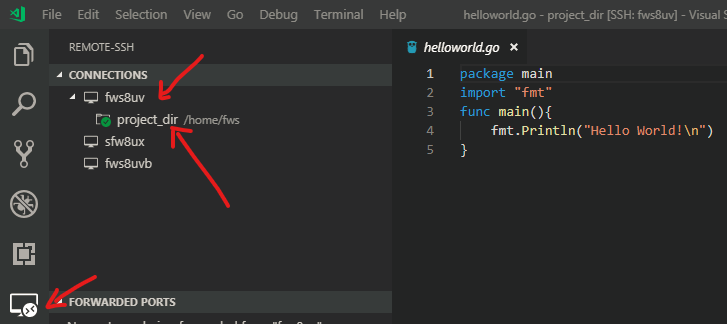 File Edit Selection View Go Debug Terminal Help helloworld.go - project_dir [SSH: fws8uv] - Visual S
REMOTE-SSH
CONNECTIONS
fws8uv
project_dir /home/fws
sfw8ux
fws8uvb
FORWARDED PORTS
helloworld.go ×
1 package main
2 import "fmt"
3 func main(){
4 fmt.Println("Hello World!\n")
5 }